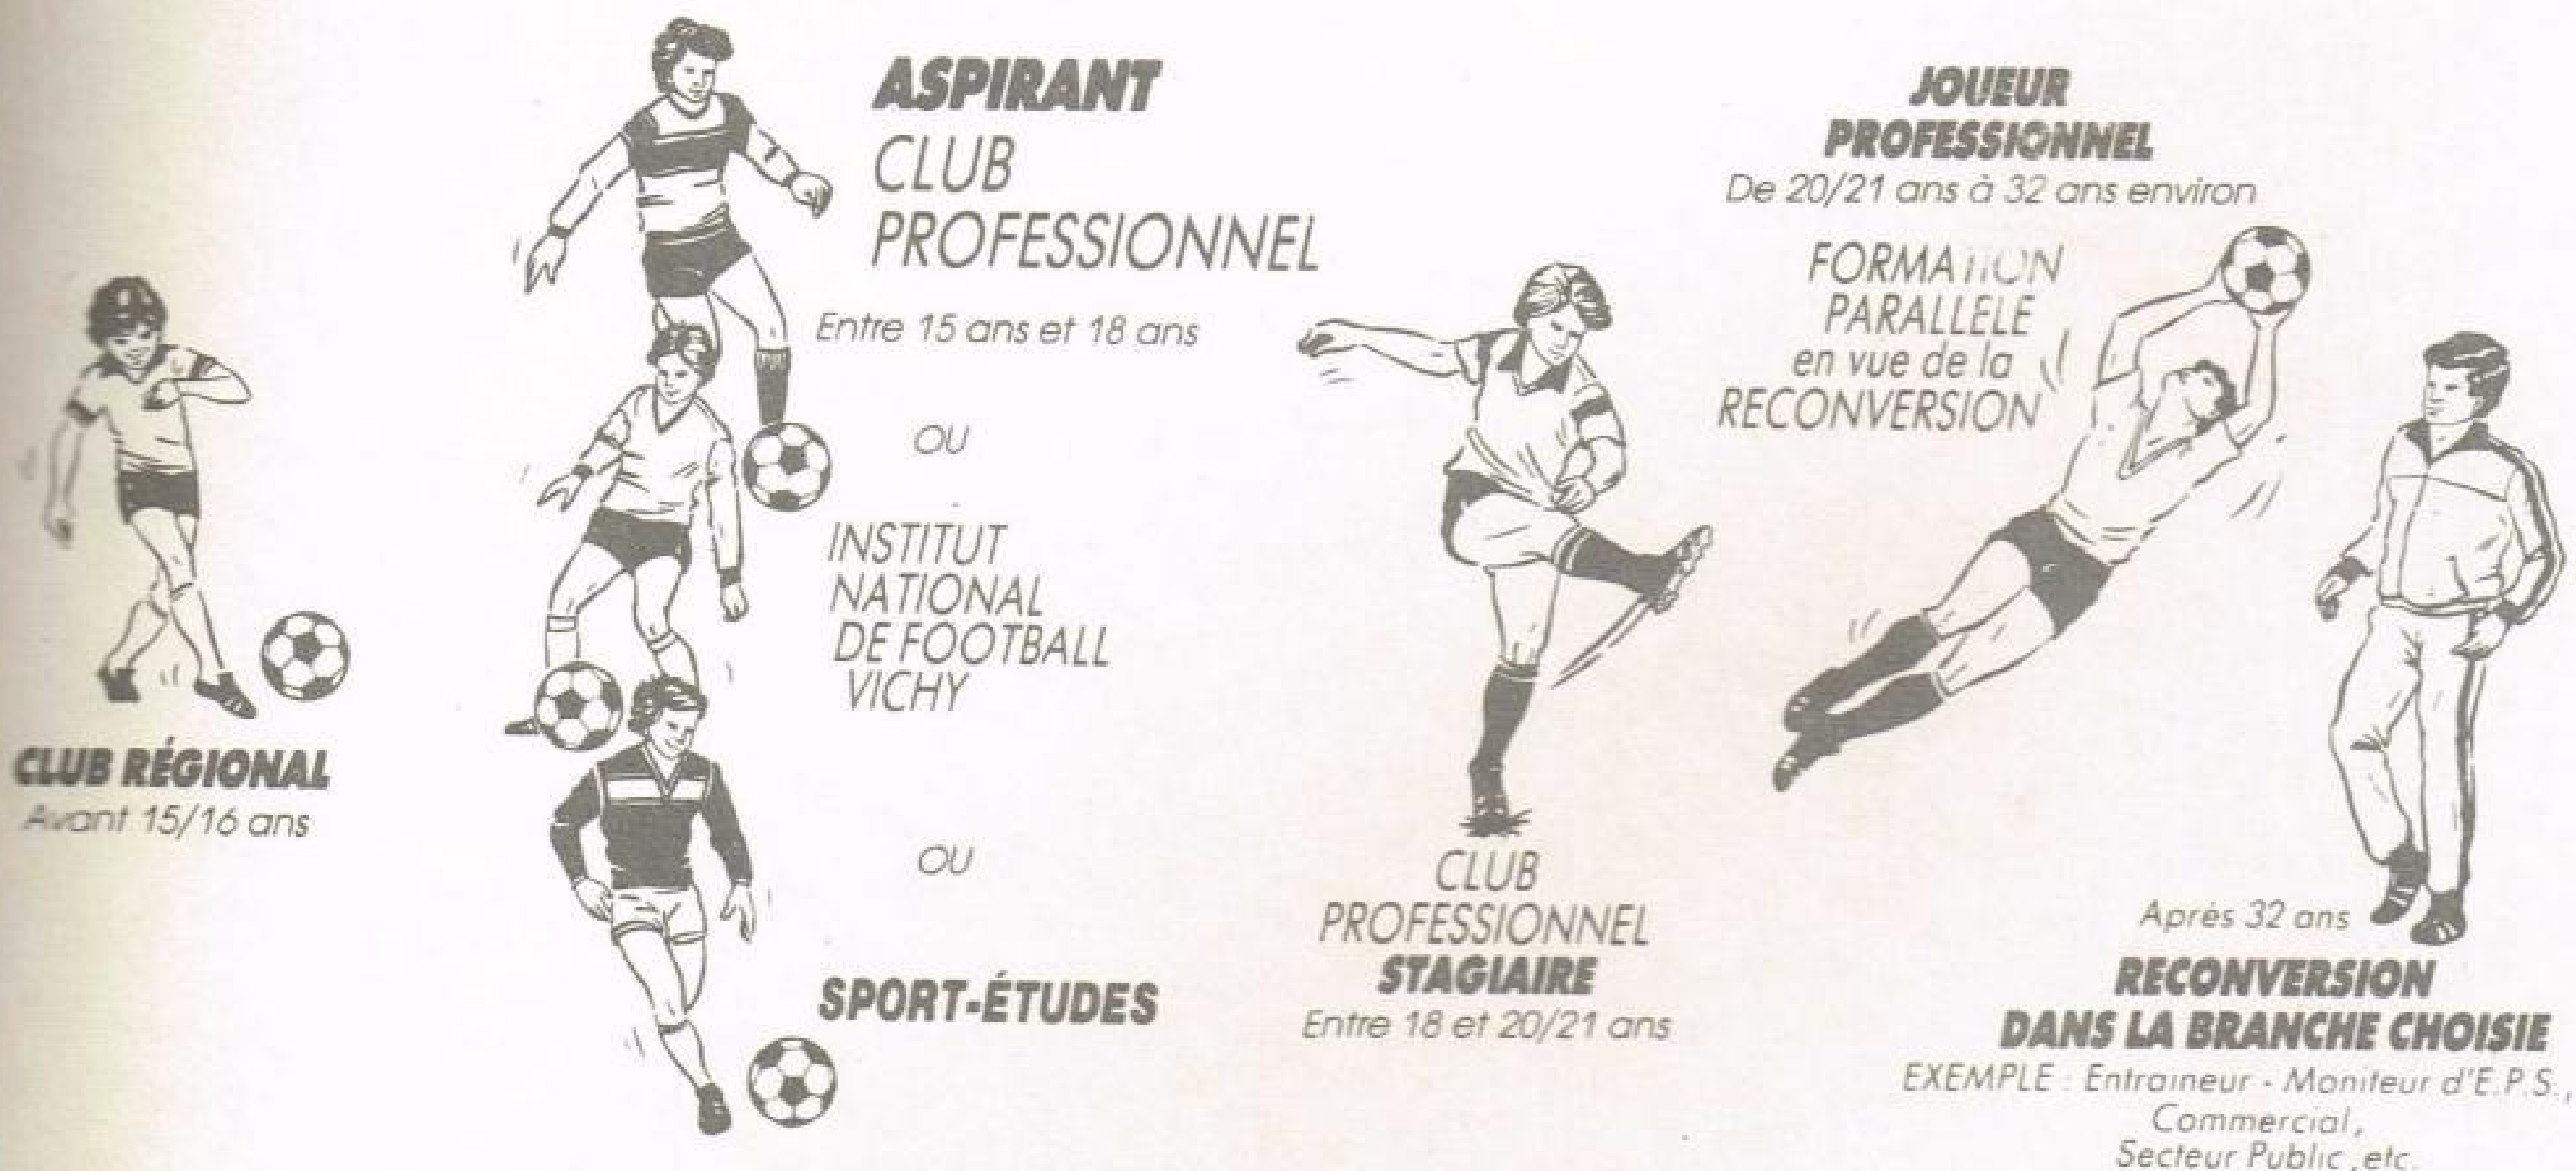 CLUB RÉGIONAL
Avant 15/16 ans
ASPIRANT
CLUB
PROFESSIONNEL
Entre 15 ans et 18 ans
OU
INSTITUT
NATIONAL
DE FOOTBALL
VICHY
OU
SPORT-ÉTUDES
CLUB
PROFESSIONNEL
STAGIAIRE
Entre 18 et 20/21 ans
JOUEUR
PROFESSIONNEL
De 20/21 ans à 32 ans environ
FORMATION
PARALLELE
en vue de la
RECONVERSION
Après 32 ans
RECONVERSION
DANS LA BRANCHE CHOISIE
EXEMPLE : Entraineur - Moniteur d'E.P.S.,
Commercial,
Secteur Public, etc.